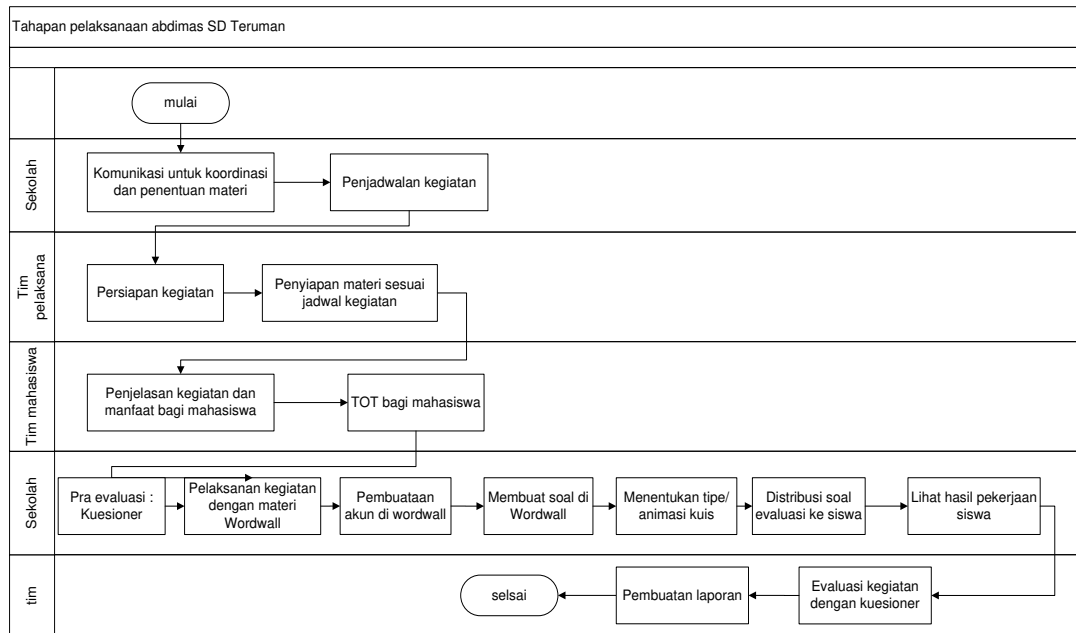 Tahapan pelaksanaan abdimas SD Teruman
mulai
Sekolah
Komunikasi untuk koordinasi
dan penentuan materi
Penjadwalan kegiatan
Tim
pelaksana
Persiapan kegiatan
Penyiapan materi sesuai
jadwal kegiatan
Tim mahasiswa
Penjelasan kegiatan dan
manfaat bagi mahasiswa
TOT bagi mahasiswa
Sekolah
Pra evaluasi :
Kuesioner
Pelaksanan kegiatan
dengan materi
Wordwall
Pembuataan
akun di wordwall
Membuat soal di
Wordwall
Menentukan tipe/
animasi kuis
Distribusi soal
evaluasi ke siswa
Lihat hasil pekerjaan
siswa
tim
selsai
Pembuatan laporan
Evaluasi kegiatan
dengan kuesioner